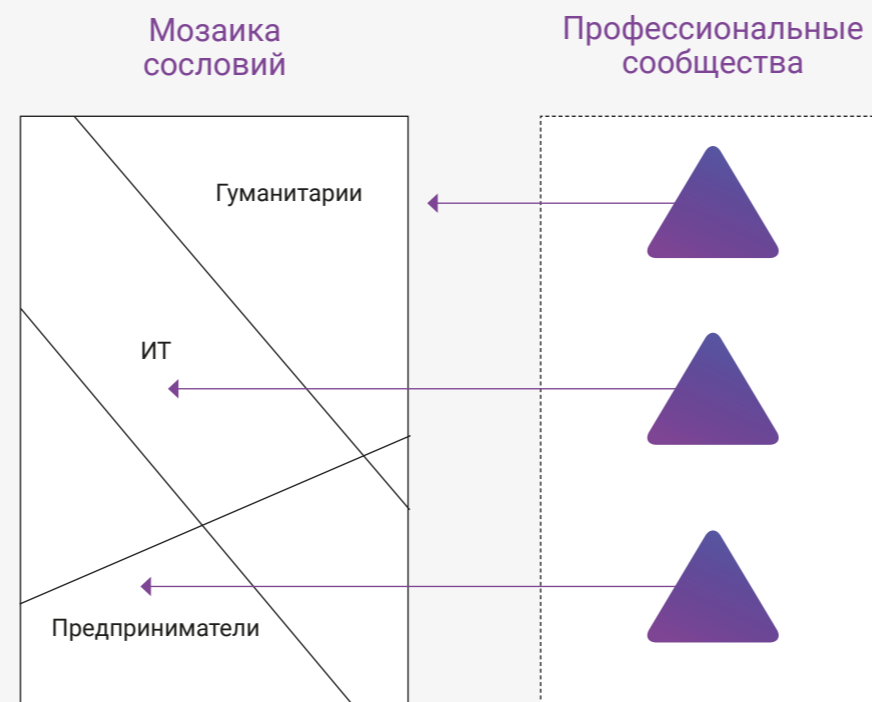 Мозаика
сословий
Профессиональные
сообщества
Гуманитарии
ИТ
Предприниматели